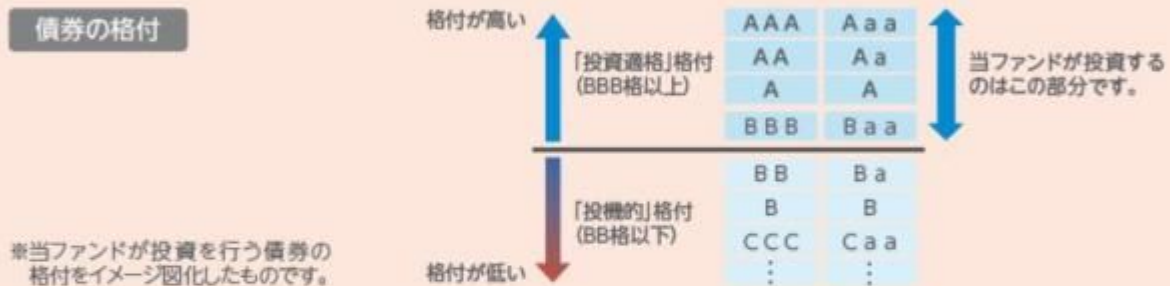 債券の格付
格付が高い
「投資適格」格付
(BBB格以上)
AAA Aaa
AA Aa
A A
BBB Baa
当ファンドが投資する
のはこの部分です。
「投機的」格付
(BB格以下)
BB Ba
B B
CCC Caa
⋮ ⋮
格付が低い
※当ファンドが投資を行う債券の
格付をイメージ図化したものです。